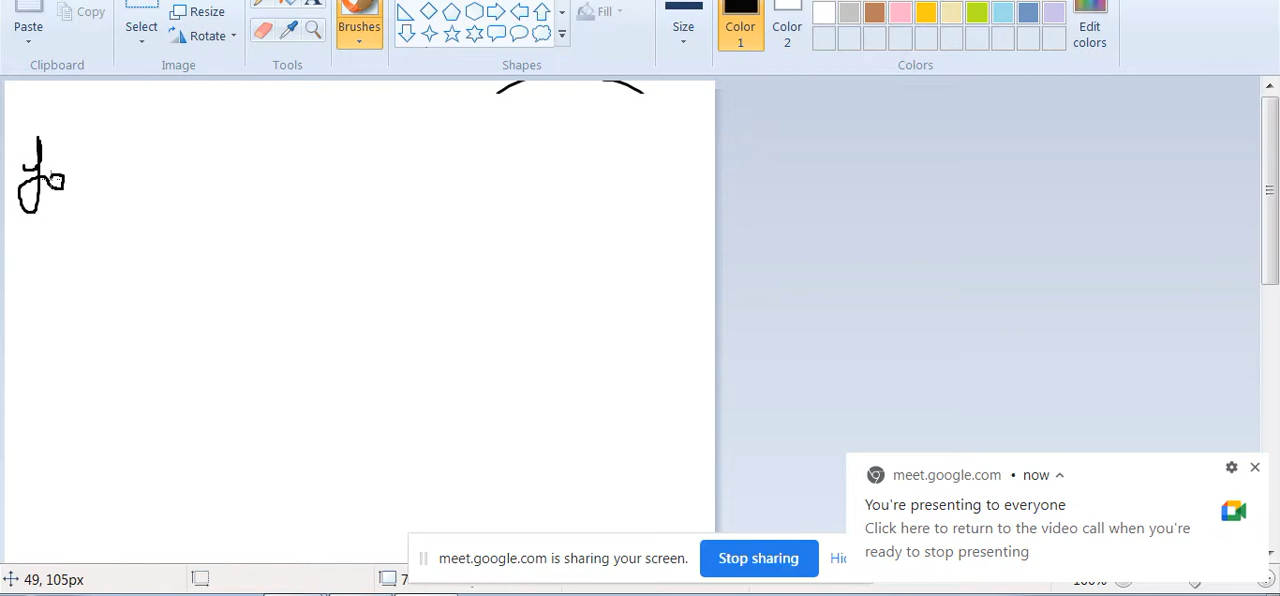 Paste
Copy
Select
Resize
Rotate
Brushes
Fill
Size
Color 1
Color 2
Edit colors
Clipboard
Image
Tools
Shapes
Colors
yo
meet.google.com • now
You're presenting to everyone
Click here to return to the video call when you're
ready to stop presenting
meet.google.com is sharing your screen.
Stop sharing
49, 105px
100%